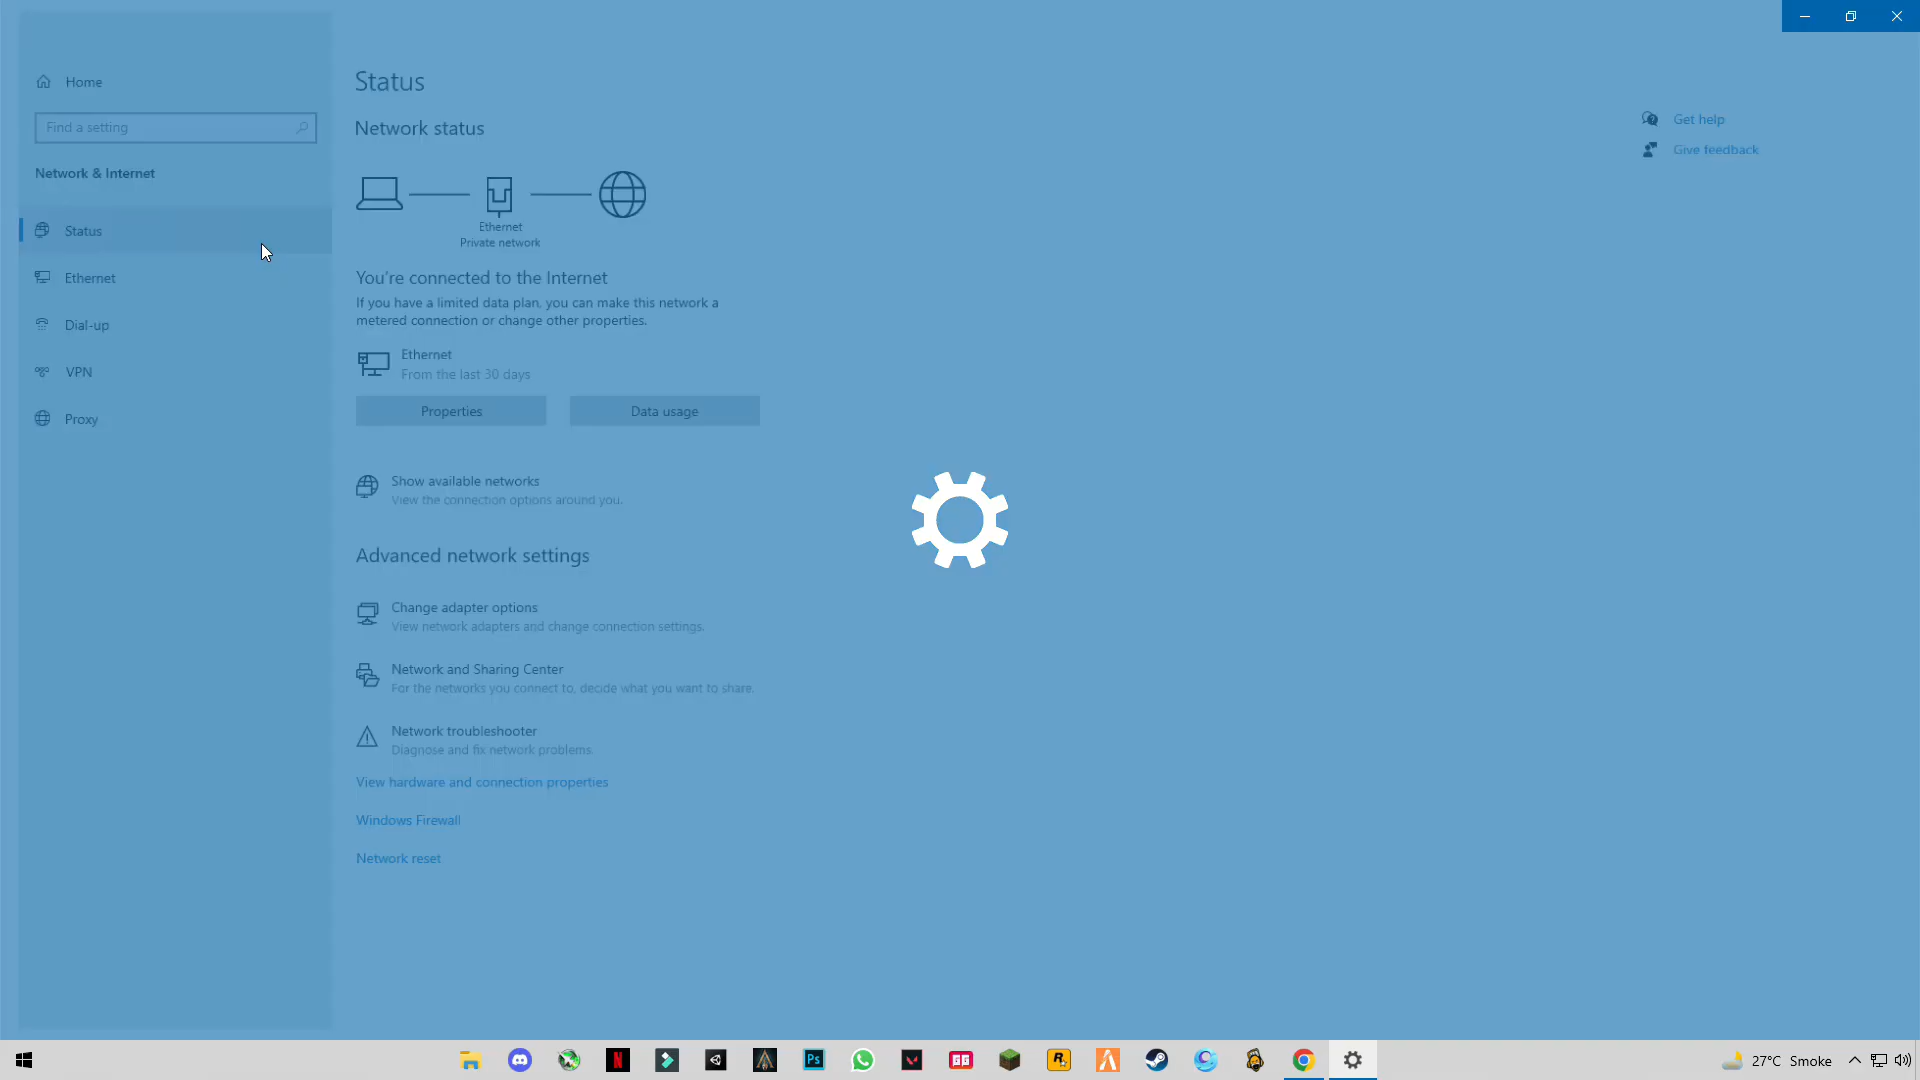 Home
Find a setting
Network & Internet
Status
Ethernet
Dial-up
VPN
Proxy
Status
Network status
Ethernet
Private network
You're connected to the Internet
If you have a limited data plan, you can make this network a
metered connection or change other properties.
Ethernet
From the last 30 days
Properties
Data usage
Show available networks
View the connection options around you.
Advanced network settings
Change adapter options
View network adapters and change connection settings.
Network and Sharing Center
For the networks you connect to, decide what you want to share.
Network troubleshooter
Diagnose and fix network problems.
View hardware and connection properties
Windows Firewall
Network reset
Get help
Give feedback
N
Ps
GG
R
27°C Smoke